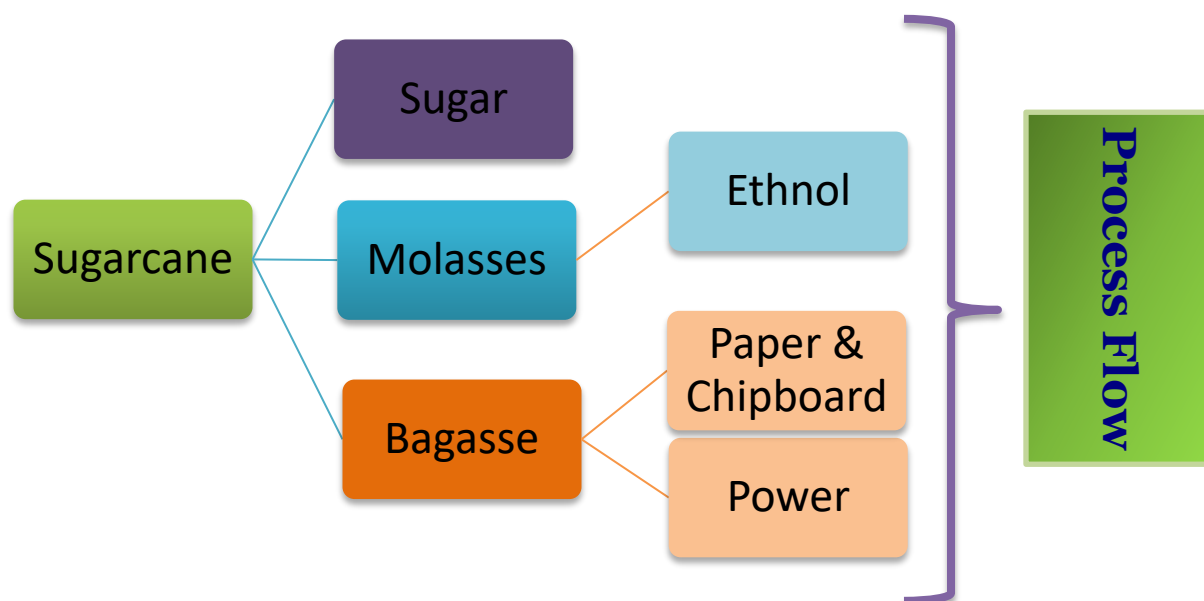 Sugar
Sugarcane
Molasses
Ethnol
Bagasse
Paper &
Chipboard
Power
Process Flow